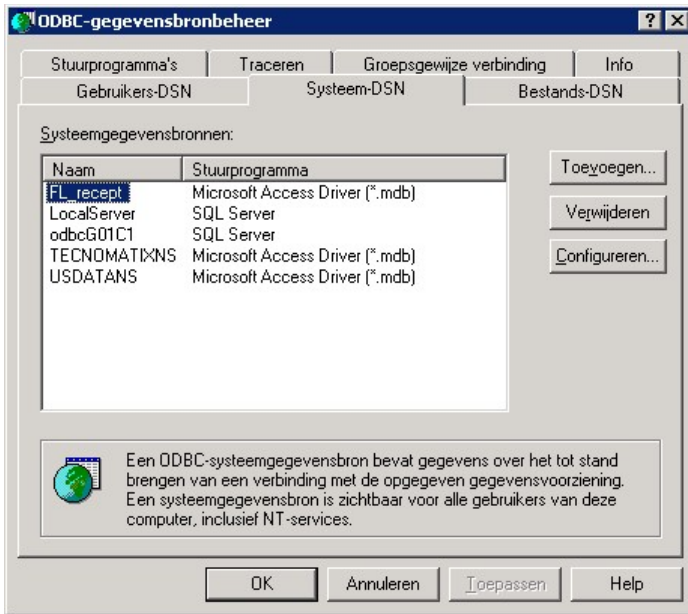 ODBC-gegevensbronbeheer
Stuurprogramma's Traceren Groepsgewijze verbinding Info
Gebruikers-DSN Systeem-DSN Bestands-DSN
Systeemgegevensbronnen:
Naam Stuurprogramma
FL_recept Microsoft Access Driver (*.mdb)
LocalServer SQL Server
odbcG01C1 SQL Server
TECNOMATIXNS Microsoft Access Driver (*.mdb)
USDATANS Microsoft Access Driver (*.mdb)
Toevoegen...
Verwijderen
Configureren...
Een ODBC-systeemgegevensbron bevat gegevens over het tot stand
brengen van een verbinding met de opgegeven gegevensvoorziening.
Een systeemgegevensbron is zichtbaar voor alle gebruikers van deze
computer, inclusief NT-services.
OK Annuleren Toepassen Help